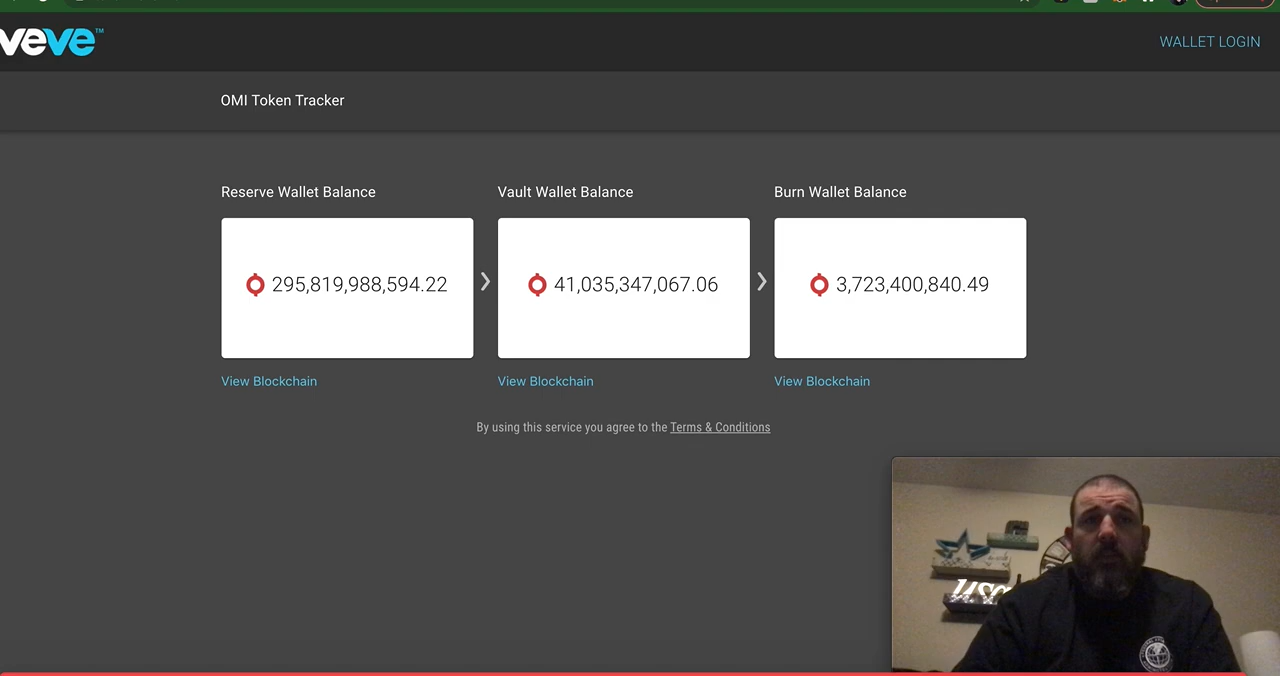 veve™
WALLET LOGIN
OMI Token Tracker
Reserve Wallet Balance
Vault Wallet Balance
Burn Wallet Balance
295,819,988,594.22
41,035,347,067.06
3,723,400,840.49
View Blockchain
View Blockchain
View Blockchain
By using this service you agree to the Terms & Conditions